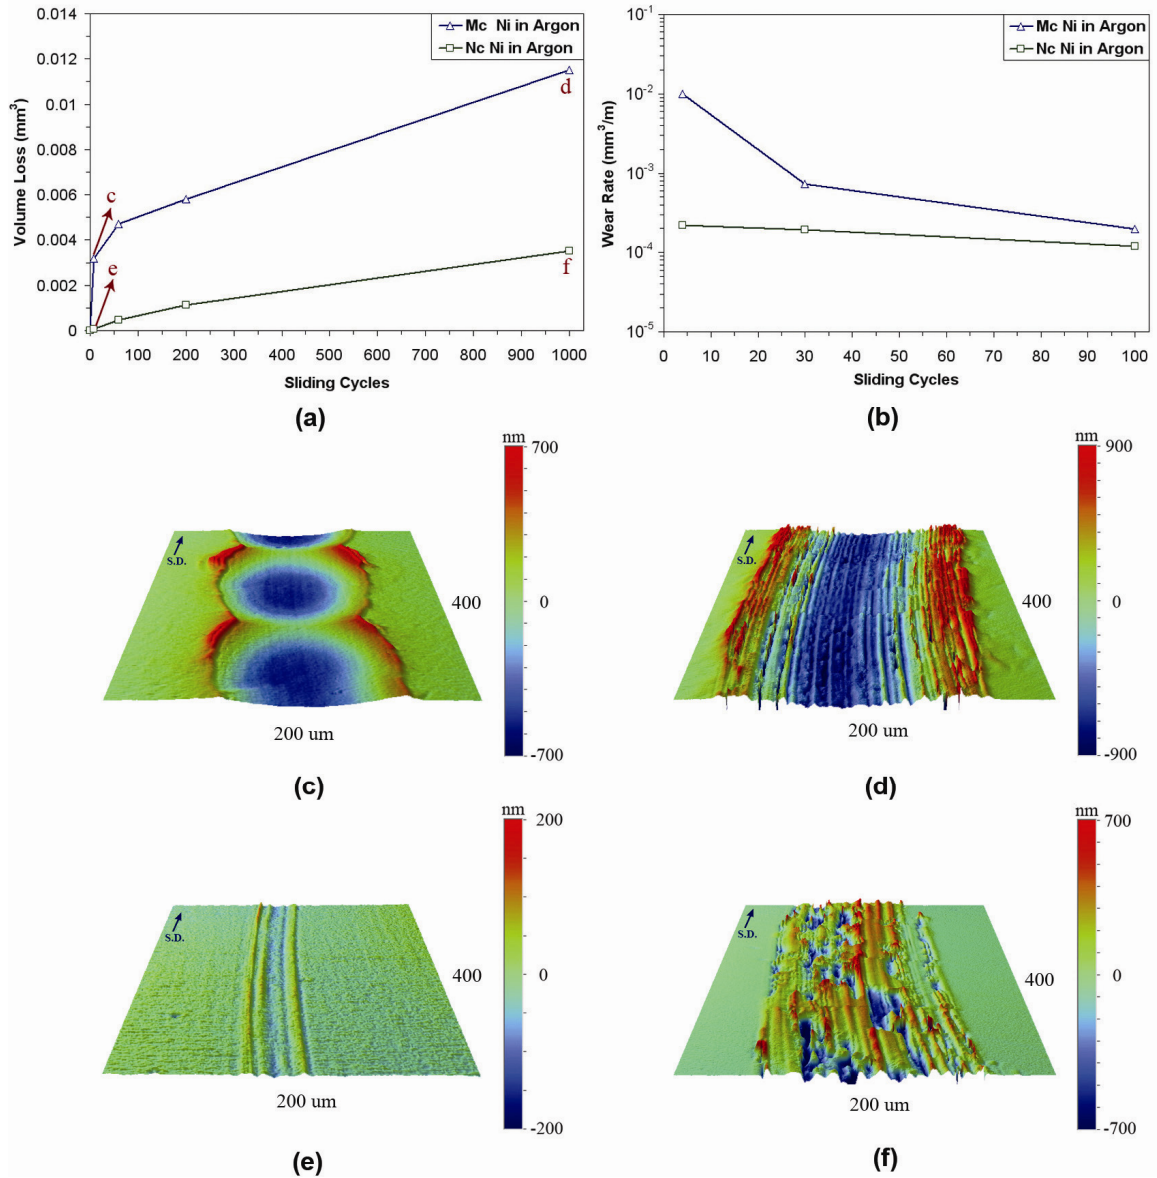 0.014
0.012
0.01
0.008
0.006
0.004
0.002
0
Volume Loss (mm³)
Mc Ni in Argon
Nc Ni in Argon
c
d
e
f
0 100 200 300 400 500 600 700 800 900 1000
Sliding Cycles
(a)
10⁻¹
10⁻²
10⁻³
10⁻⁴
10⁻⁵
Wear Rate (mm³/m)
Mc Ni in Argon
Nc Ni in Argon
0 10 20 30 40 50 60 70 80 90 100
Sliding Cycles
(b)
nm
700
0
-700
S.D.
400
200 um
(c)
nm
900
0
-900
S.D.
400
200 um
(d)
nm
200
0
-200
S.D.
400
200 um
(e)
nm
700
0
-700
S.D.
400
200 um
(f)